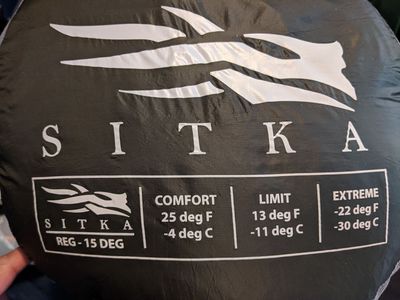 SITKA
SITKA
REG - 15 DEG
COMFORT
25 deg F
-4 deg C
LIMIT
13 deg F
-11 deg C
EXTREME
-22 deg F
-30 deg C